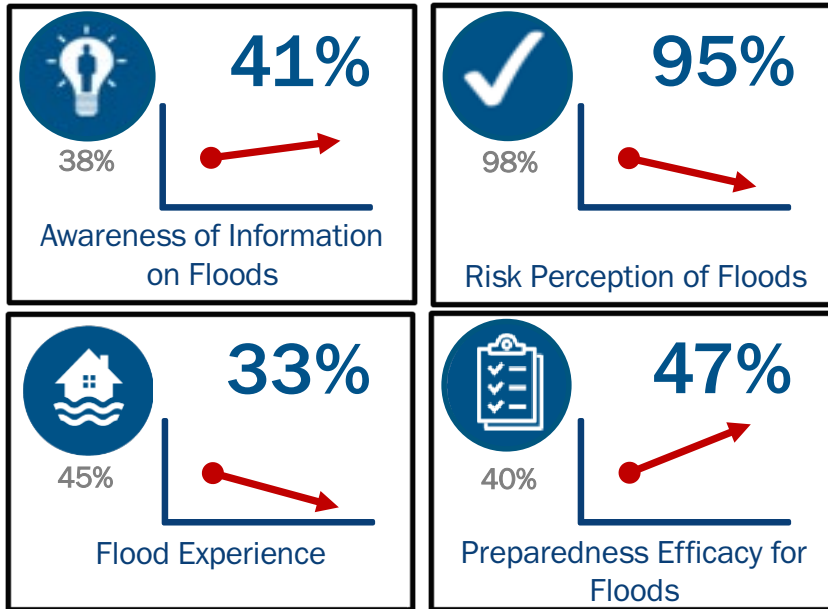 41%
38%
Awareness of Information
on Floods
95%
98%
Risk Perception of Floods
33%
45%
Flood Experience
47%
40%
Preparedness Efficacy for
Floods